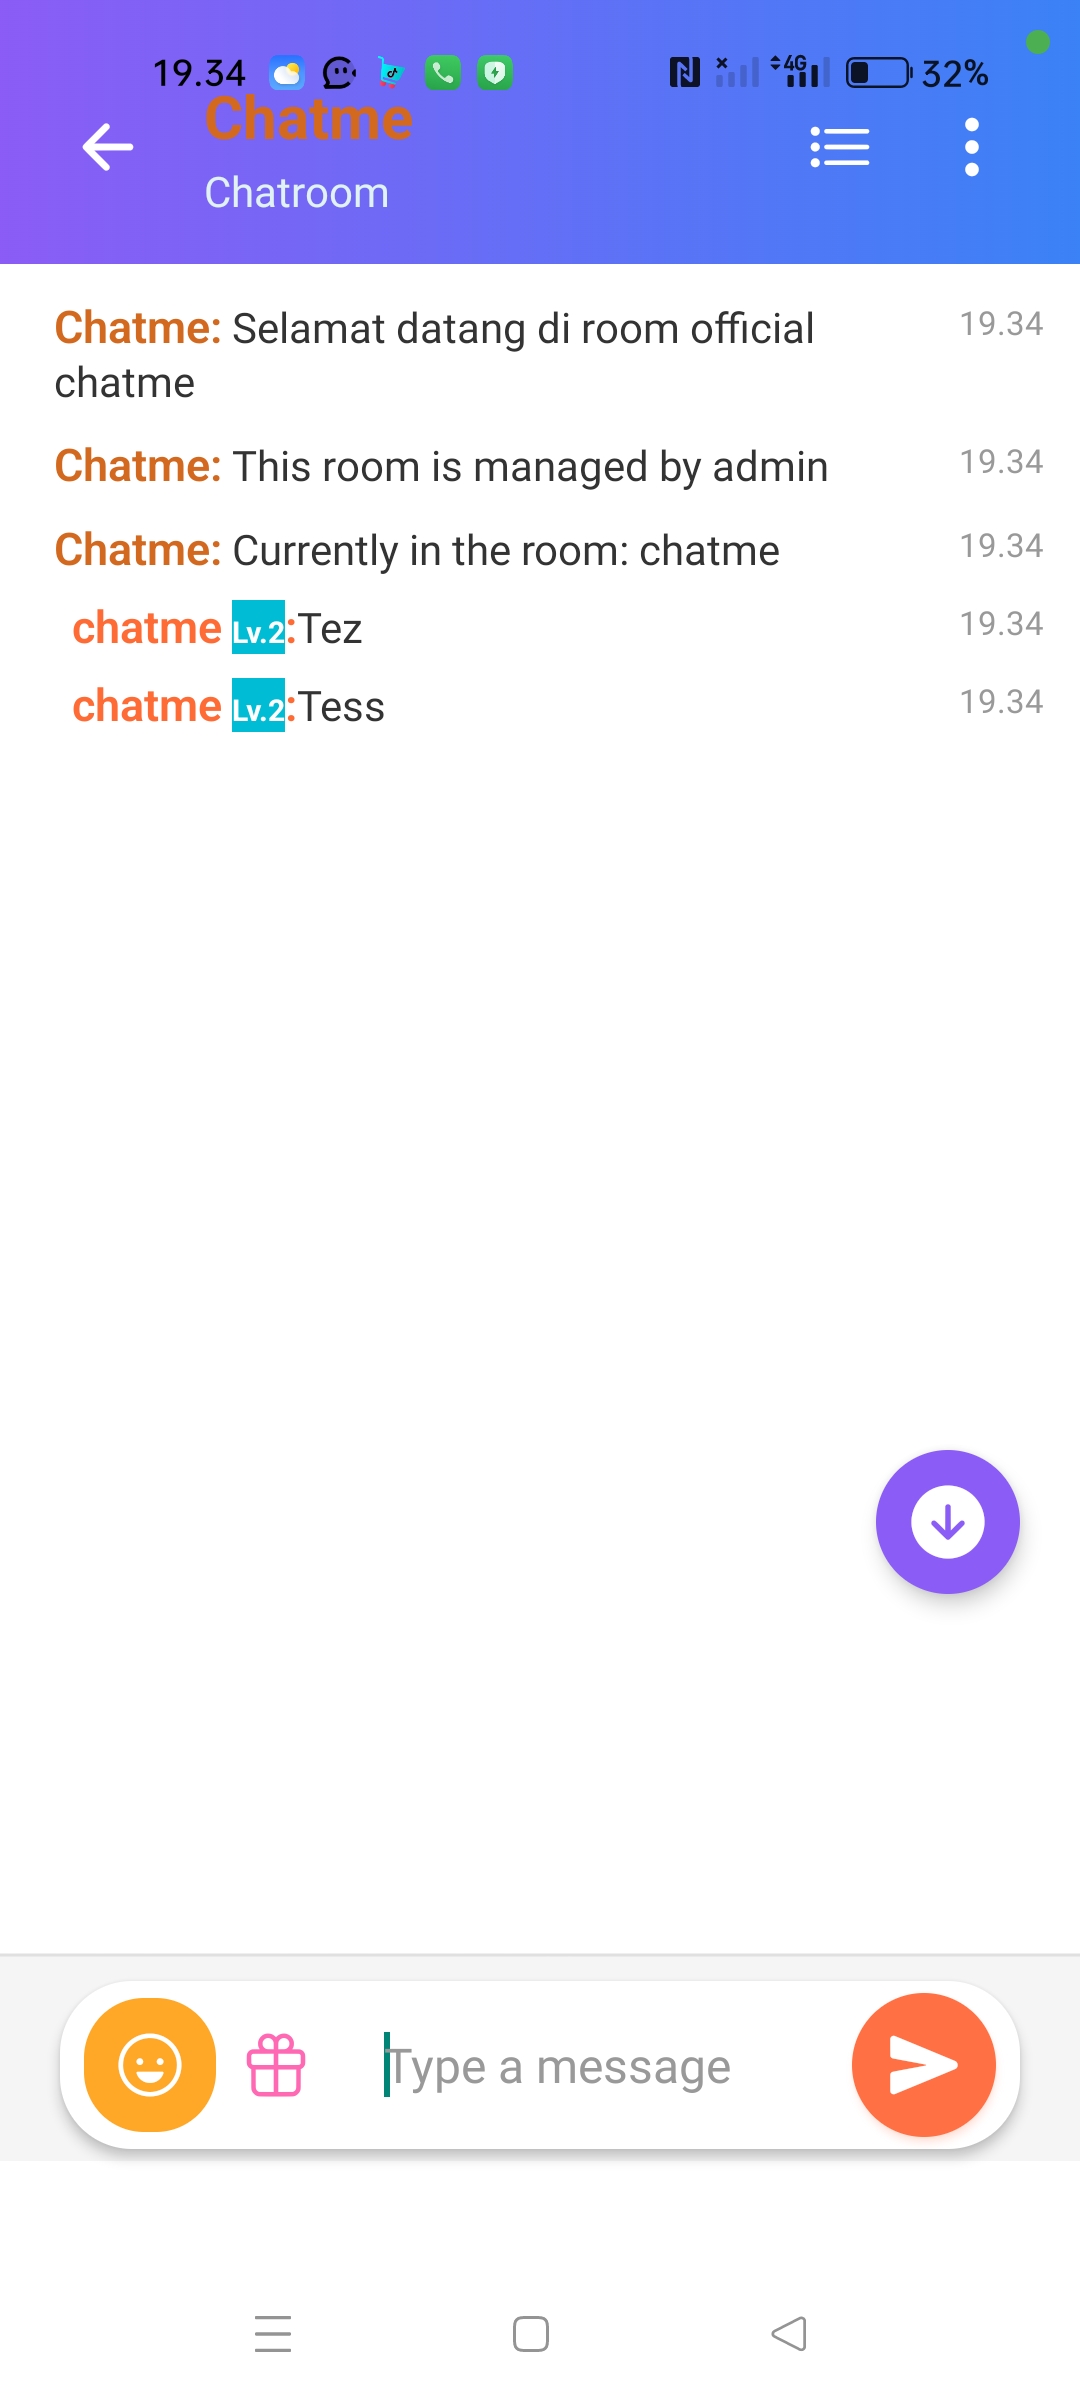 19.34 4G 32%
Chatme
Chatroom
Chatme: Selamat datang di room official 19.34
chatme
Chatme: This room is managed by admin 19.34
Chatme: Currently in the room: chatme 19.34
chatme Lv.2:Tez 19.34
chatme Lv.2:Tess 19.34
Type a message